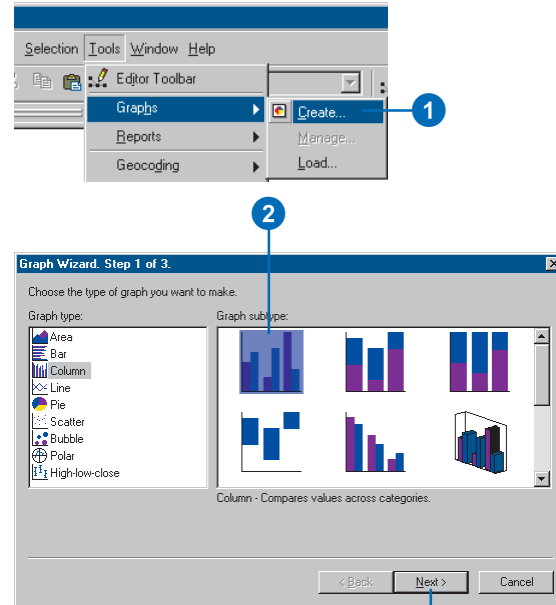 Selection Tools Window Help
Editor Toolbar
Graphs
Create...
1
Reports
Manage...
Geocoding
Load...
2
Graph Wizard. Step 1 of 3.
Choose the type of graph you want to make.
Graph type:
Graph subtype:
Area
Bar
Column
Line
Pie
Scatter
Bubble
Polar
High-low-close
Column - Compares values across categories.
< Back
Next >
Cancel